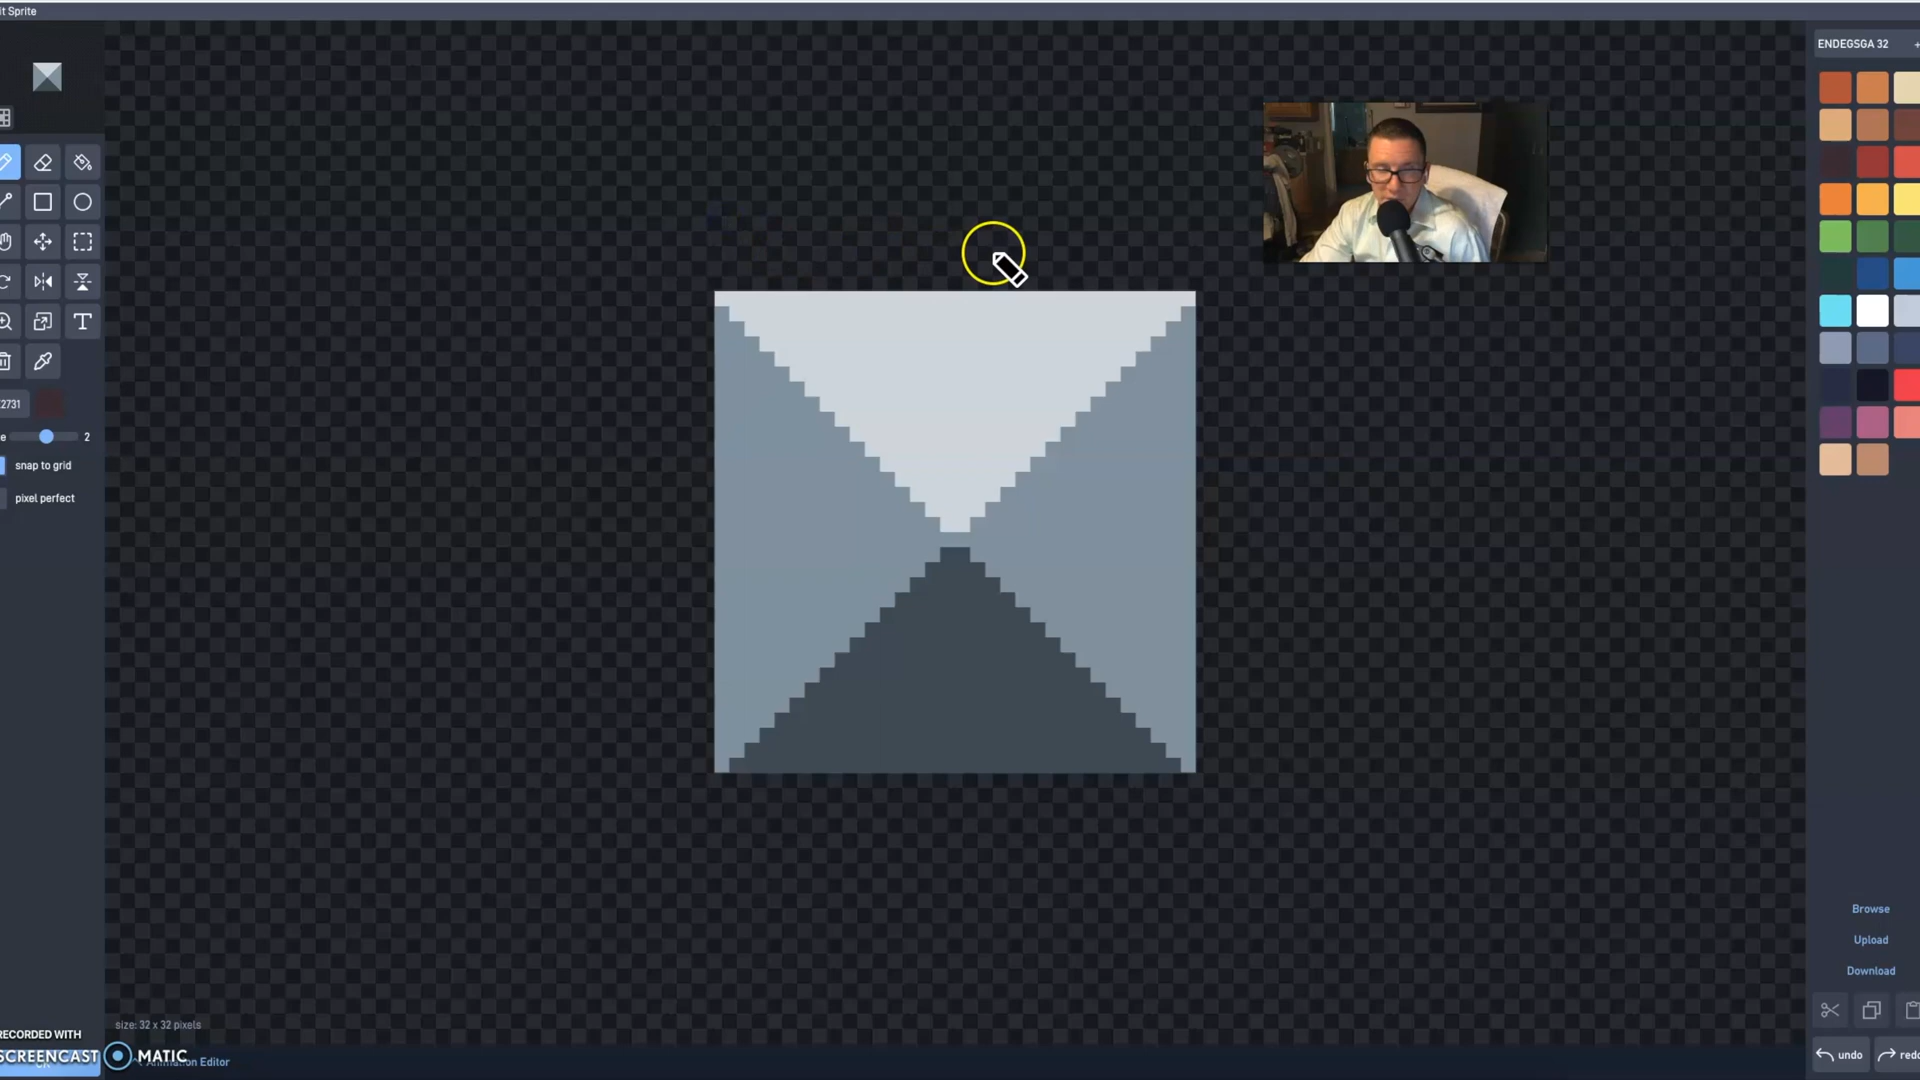 it Sprite
ENDEGSGA 32 +
T
2731
e 2
snap to grid
pixel perfect
Browse
Upload
Download
size: 32 x 32 pixels
RECORDED WITH
SCREENCAST MATIC
Editor
undo
redo